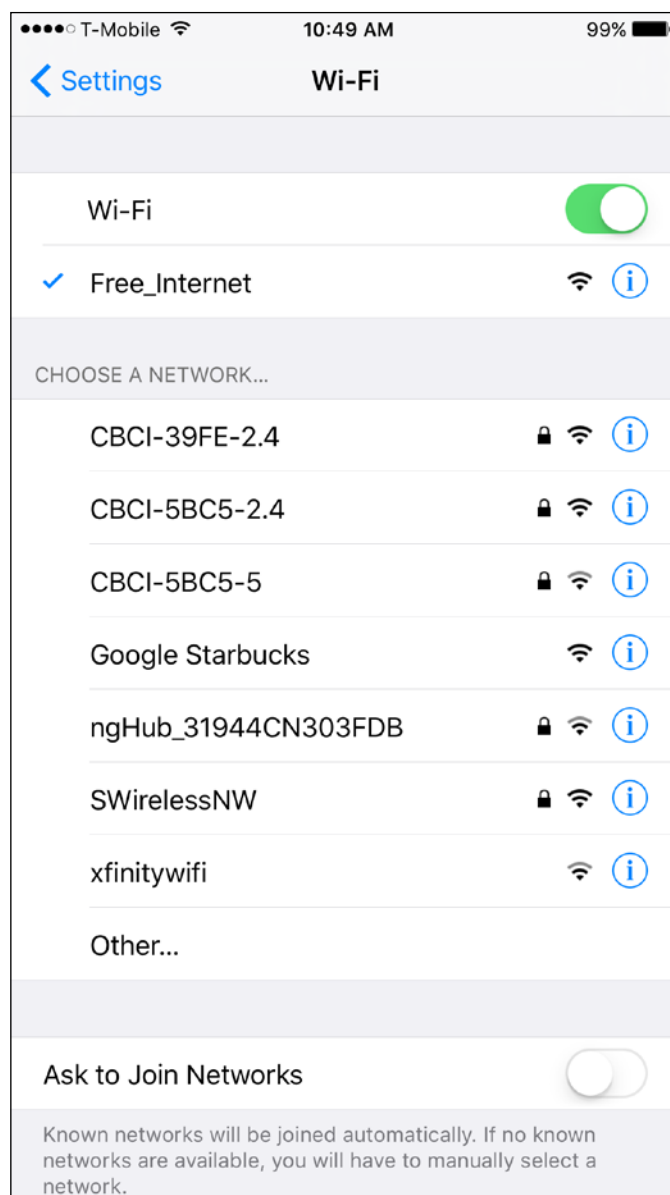 T-Mobile 10:49 AM 99%
Settings Wi-Fi
Wi-Fi
Free_Internet
CHOOSE A NETWORK...
CBCI-39FE-2.4
CBCI-5BC5-2.4
CBCI-5BC5-5
Google Starbucks
ngHub_31944CN303FDB
SWirelessNW
xfinitywifi
Other...
Ask to Join Networks
Known networks will be joined automatically. If no known
networks are available, you will have to manually select a
network.